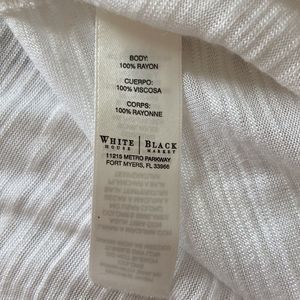 BODY:
100% RAYON
CUERPO:
100% VISCOSA
CORPS:
100% RAYONNE
WHITE | BLACK
HOUSE | MARKET
11215 METRO PARKWAY
FORT MYERS, FL 33966